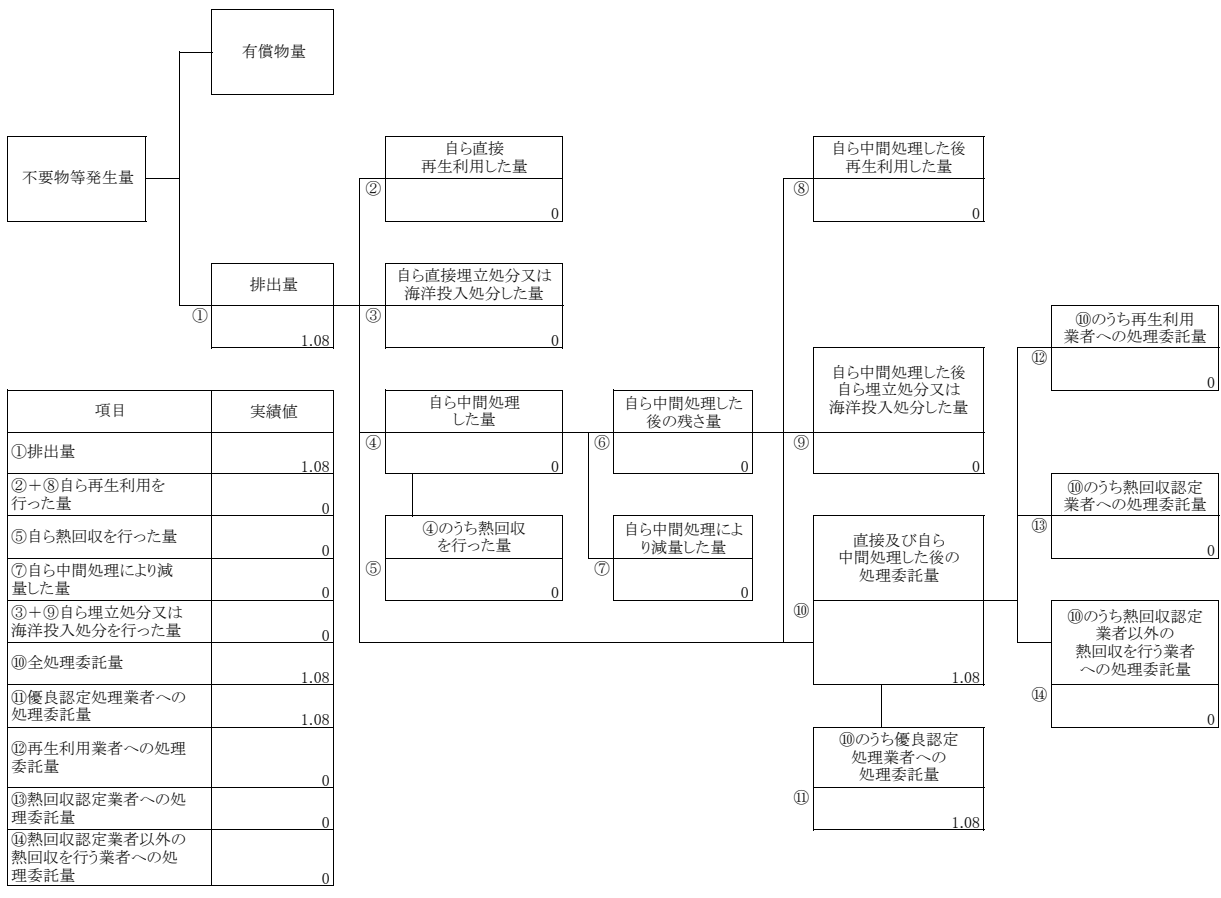 有償物量
不要物等発生量
排出量
①
1.08
自ら直接
再生利用した量
②
0
自ら直接埋立処分又は
海洋投入処分した量
③
0
自ら中間処理
した量
④
0
④のうち熱回収
を行った量
⑤
0
自ら中間処理した
後の残さ量
⑥
0
自ら中間処理によ
り減量した量
⑦
0
自ら中間処理した後
再生利用した量
⑧
0
自ら中間処理した後
自ら埋立処分又は
海洋投入処分した量
⑨
0
直接及び自ら
中間処理した後の
処理委託量
⑩
1.08
⑩のうち優良認定
処理業者への
処理委託量
⑪
1.08
⑩のうち再生利用
業者への処理委託量
⑫
0
⑩のうち熱回収認定
業者への処理委託量
⑬
0
⑩のうち熱回収認定
業者以外の
熱回収を行う業者
への処理委託量
⑭
0
項目 実績値
①排出量
1.08
②＋⑧自ら再生利用を
行った量
0
⑤自ら熱回収を行った量
0
⑦自ら中間処理により減
量した量
0
③＋⑨自ら埋立処分又は
海洋投入処分を行った量
0
⑩全処理委託量
1.08
⑪優良認定処理業者への
処理委託量
1.08
⑫再生利用業者への処理
委託量
0
⑬熱回収認定業者への処
理委託量
0
⑭熱回収認定業者以外の
熱回収を行う業者への処
理委託量
0